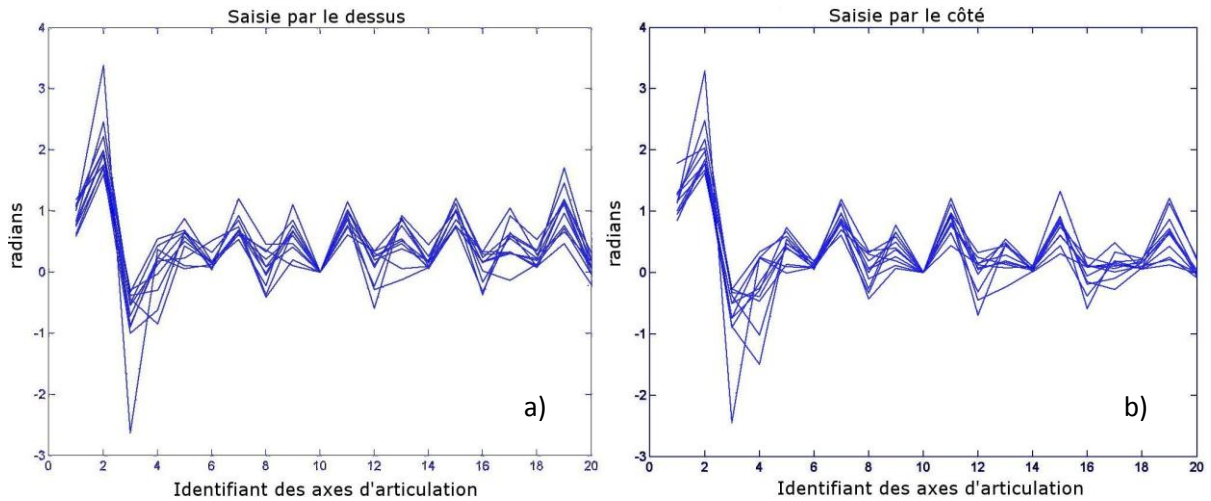 Saisie par le dessus
4
3
2
1
0
-1
-2
-3
radians
0 2 4 6 8 10 12 14 16 18 20
Identifiant des axes d'articulation
a)
Saisie par le côté
4
3
2
1
0
-1
-2
-3
radians
0 2 4 6 8 10 12 14 16 18 20
Identifiant des axes d'articulation
b)